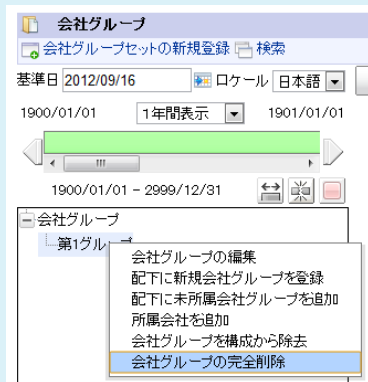 会社グループ
会社グループセットの新規登録 検索
基準日 2012/09/16 ロケール 日本語
1900/01/01 1年間表示 1901/01/01
1900/01/01 - 2999/12/31
会社グループ
第1グループ
会社グループの編集
配下に新規会社グループを登録
配下に未所属会社グループを追加
所属会社を追加
会社グループを構成から除去
会社グループの完全削除